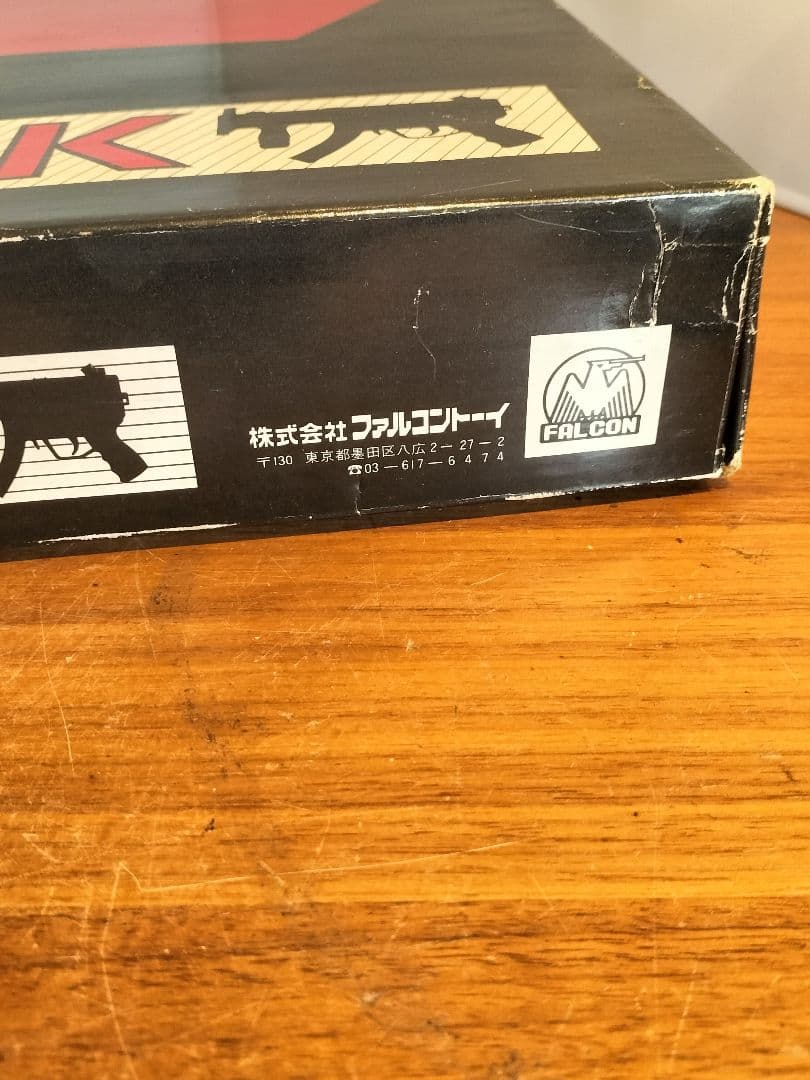 K
株式会社ファルコントーイ
〒130 東京都墨田区八広2-27-2
☎03-617-6474
FALCON